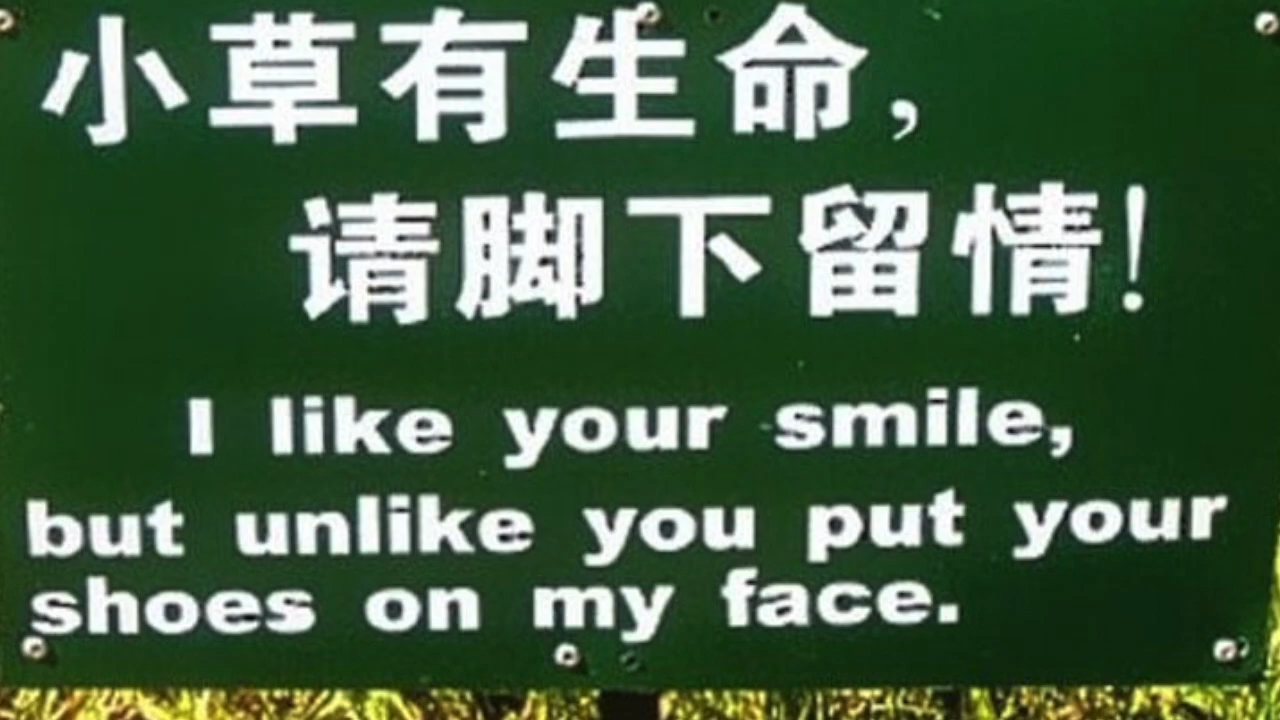 小草有生命，
请脚下留情！
I like your smile,
but unlike you put your
shoes on my face.